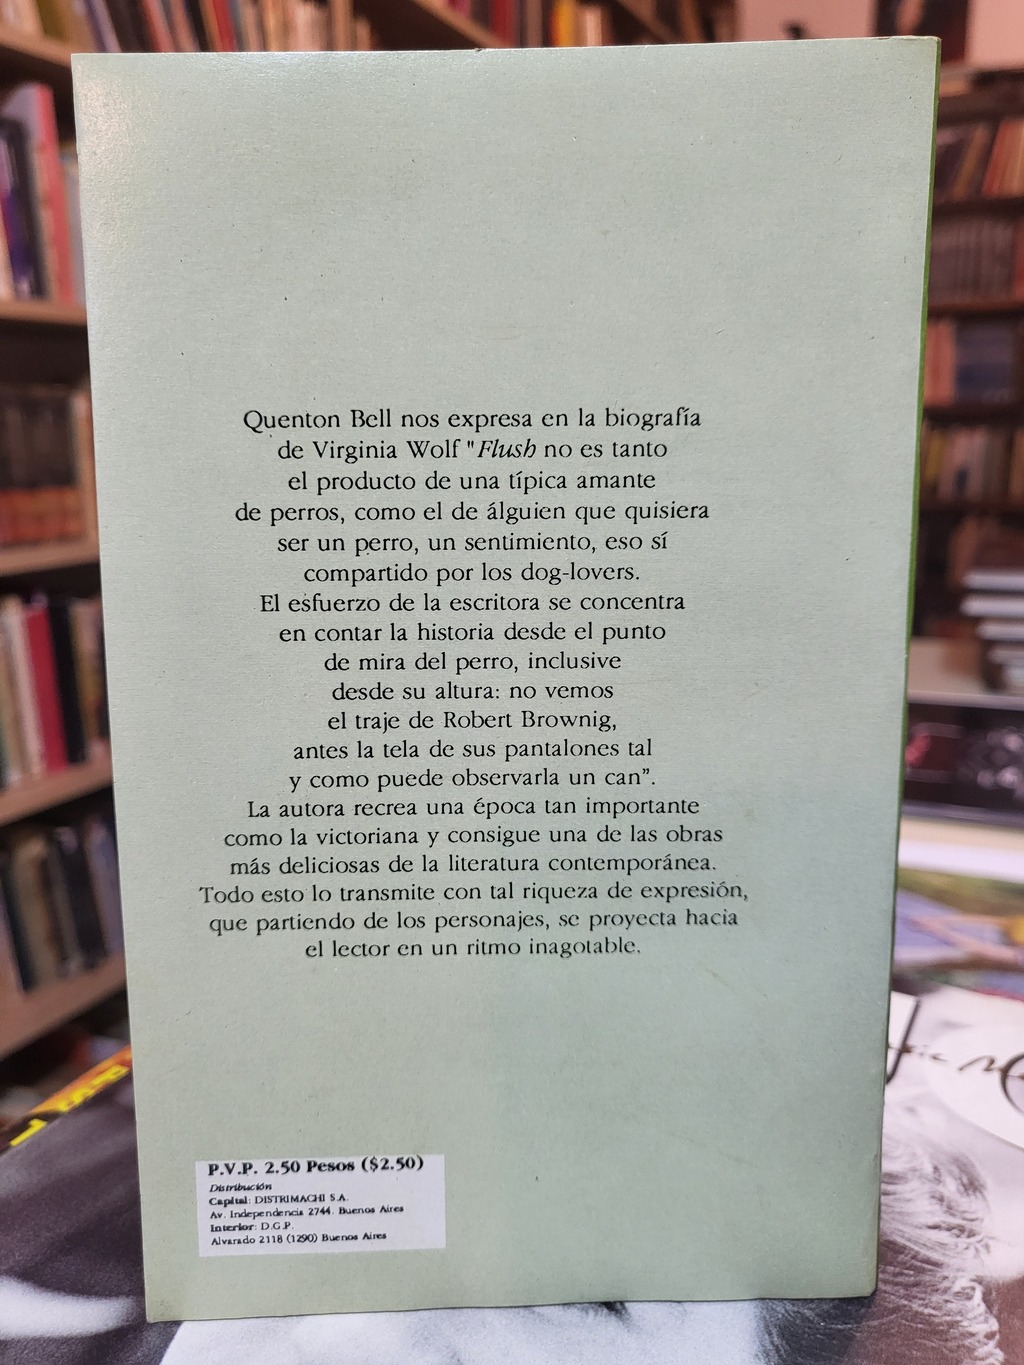 Quenton Bell nos expresa en la biografía
de Virginia Wolf "Flush no es tanto
el producto de una típica amante
de perros, como el de álguien que quisiera
ser un perro, un sentimiento, eso sí
compartido por los dog-lovers.
El esfuerzo de la escritora se concentra
en contar la historia desde el punto
de mira del perro, inclusive
desde su altura: no vemos
el traje de Robert Brownig,
antes la tela de sus pantalones tal
y como puede observarla un can”.
La autora recrea una época tan importante
como la victoriana y consigue una de las obras
más deliciosas de la literatura contemporánea.
Todo esto lo transmite con tal riqueza de expresión,
que partiendo de los personajes, se proyecta hacia
el lector en un ritmo inagotable.
P.V.P. 2.50 Pesos ($2.50)
Distribución
Capital: DISTRIMACHI S.A.
Av. Independencia 2744. Buenos Aires
Interior: D.G.P.
Alvarado 2118 (1290) Buenos Aires